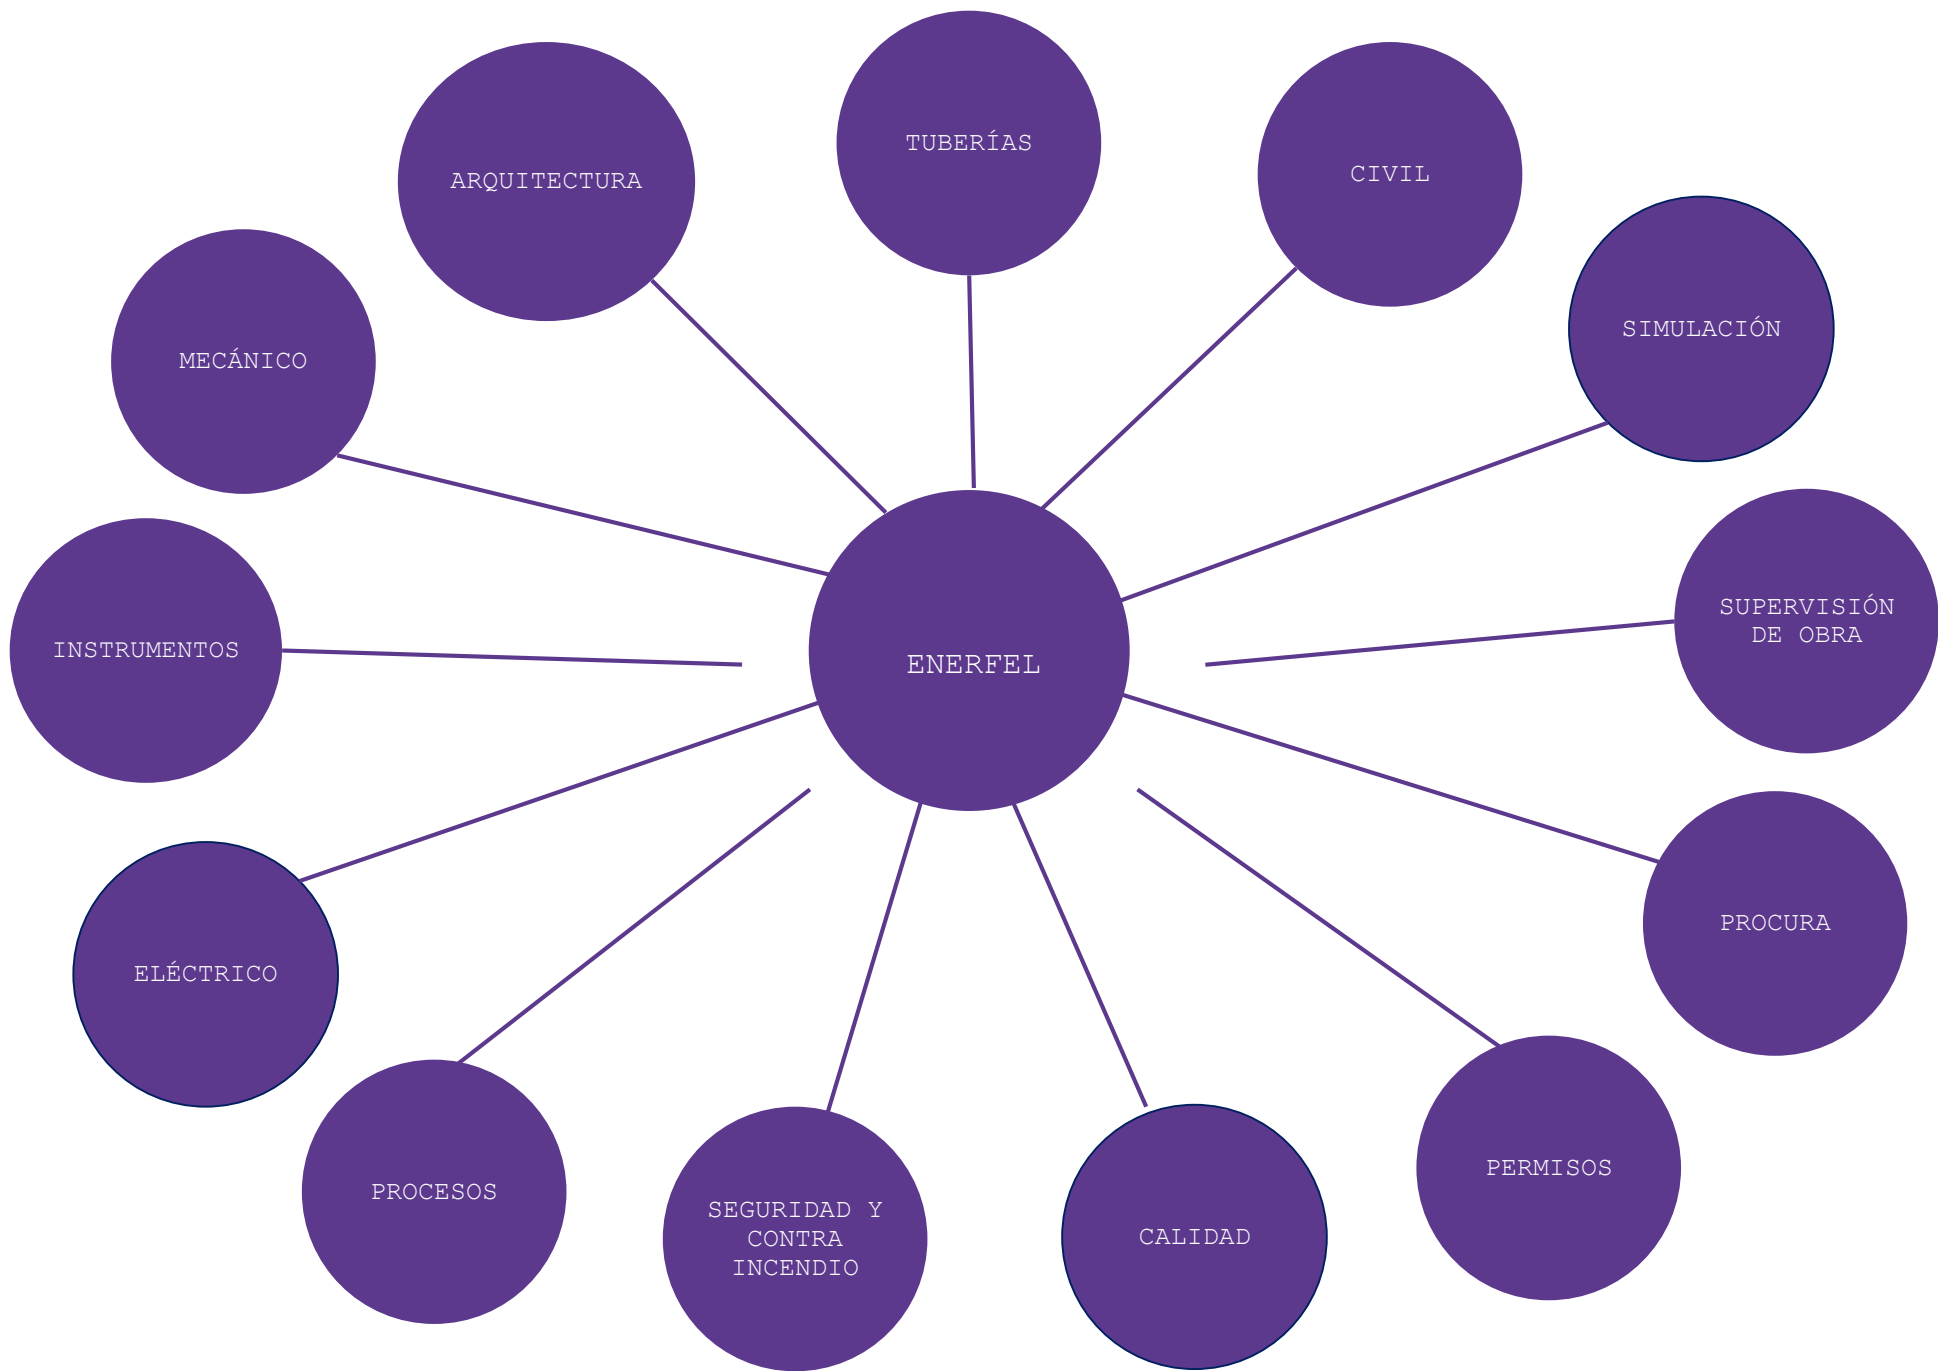 TUBERÍAS
ARQUITECTURA
CIVIL
SIMULACIÓN
MECÁNICO
SUPERVISIÓN
DE OBRA
INSTRUMENTOS
ENERFEL
PROCURA
ELÉCTRICO
PERMISOS
PROCESOS
SEGURIDAD Y
CONTRA
INCENDIO
CALIDAD